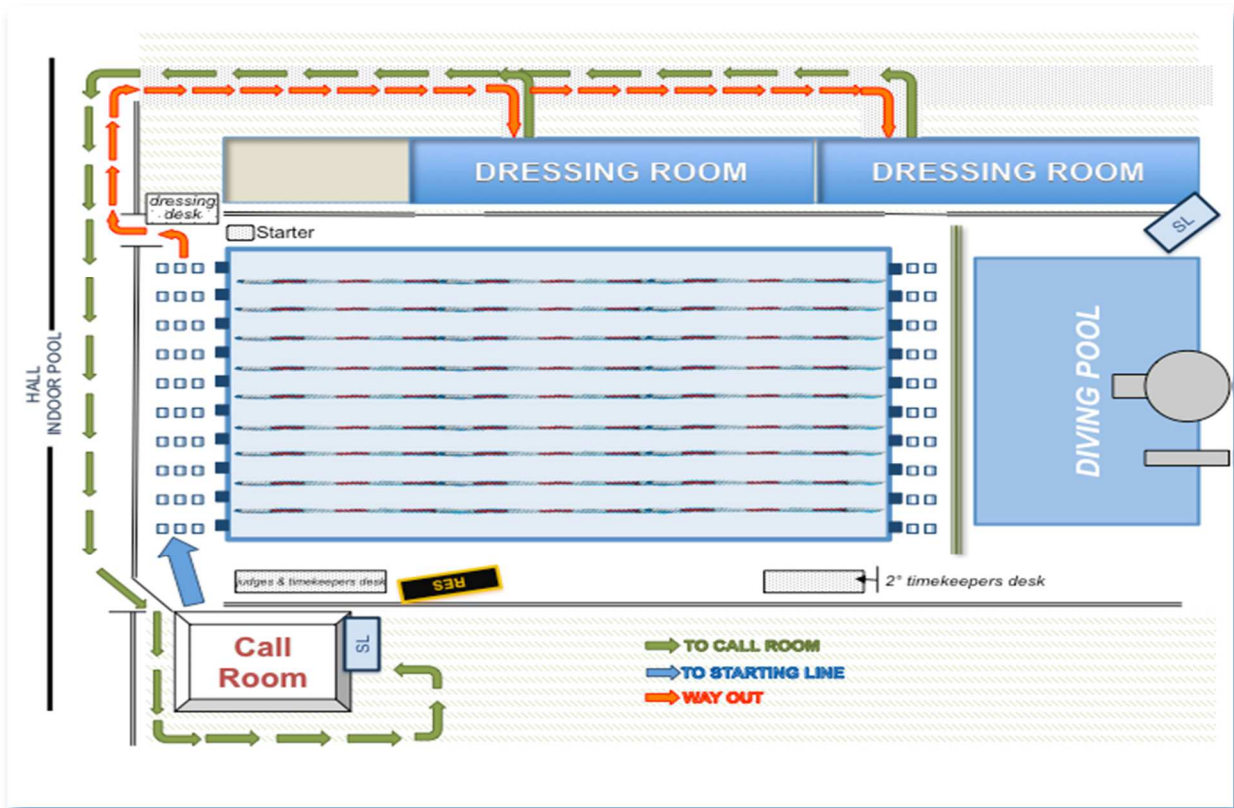 DRESSING ROOM
DRESSING ROOM
dressing
desk
SL
Starter
HALL
INDOOR POOL
DIVING POOL
judges & timekeepers desk
RES
2° timekeepers desk
Call
Room
SL
TO CALL ROOM
TO STARTING LINE
WAY OUT